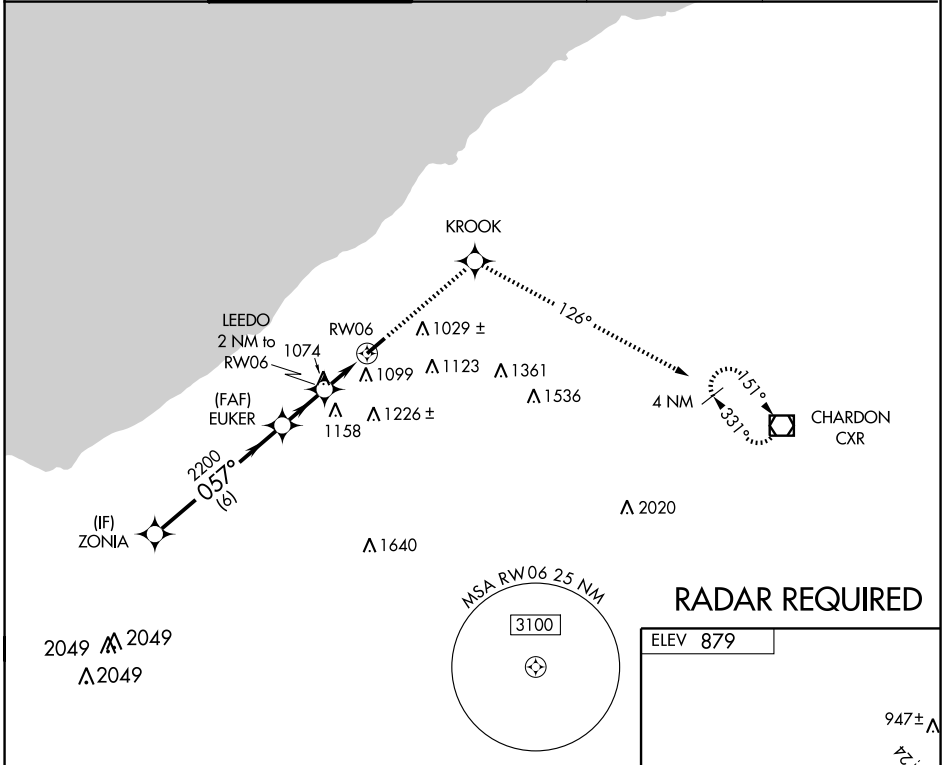 KROOK
126°
LEEDO
2 NM to
RW06
1074
RW06
1029 ±
1099
1123
1361
1536
(FAF)
EUKER
1158
1226 ±
4 NM
151°
331°
CHARDON
CXR
2200
057°
(6)
(IF)
ZONIA
2020
1640
MSA RW06 25 NM
3100
RADAR REQUIRED
2049
2049
2049
ELEV 879
947±